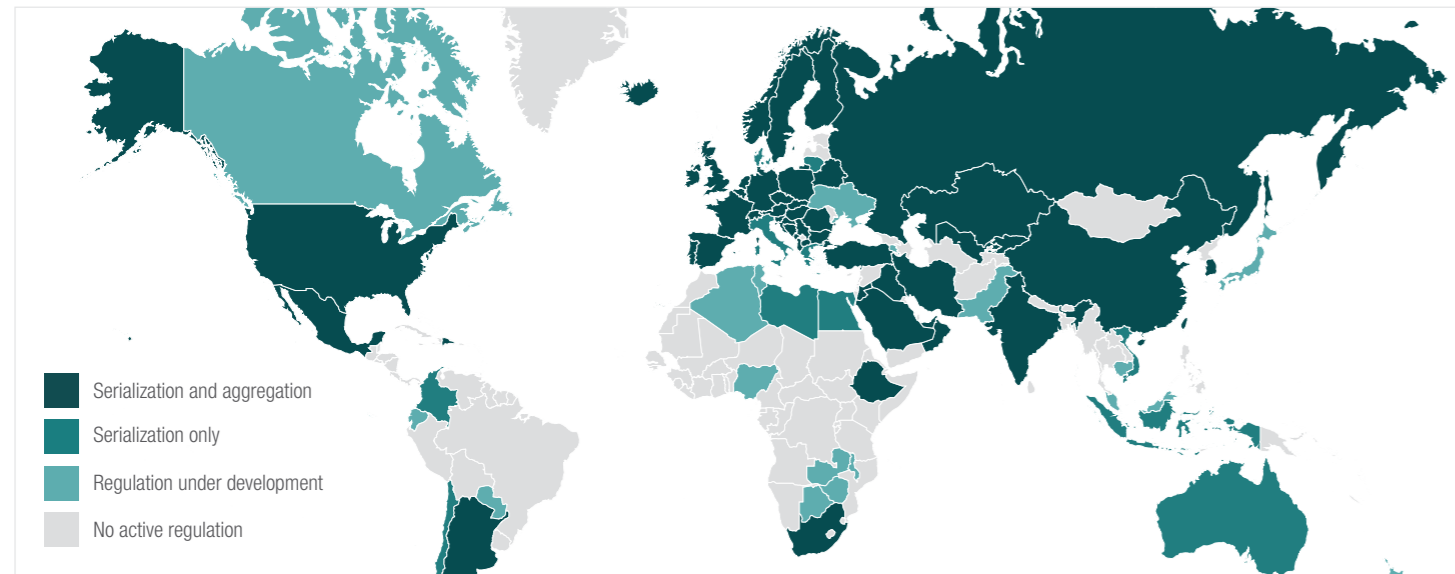 Serialization and aggregation
Serialization only
Regulation under development
No active regulation